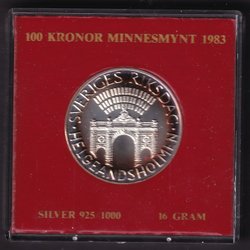 100 KRONOR MINNESMYNT 1983
SVERIGES RIKSDAG
HELGEANDSHOLMEN
SILVER 925/1000
16 GRAM